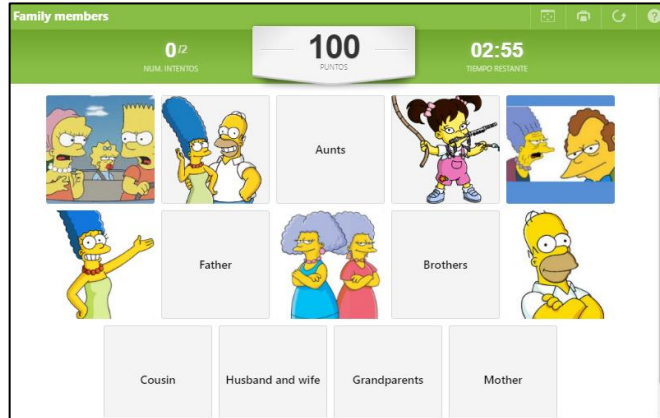 Family members
0/2
NUM. INTENTOS
100
PUNTOS
02:55
TIEMPO RESTANTE
Aunts
Father
Brothers
Cousin
Husband and wife
Grandparents
Mother